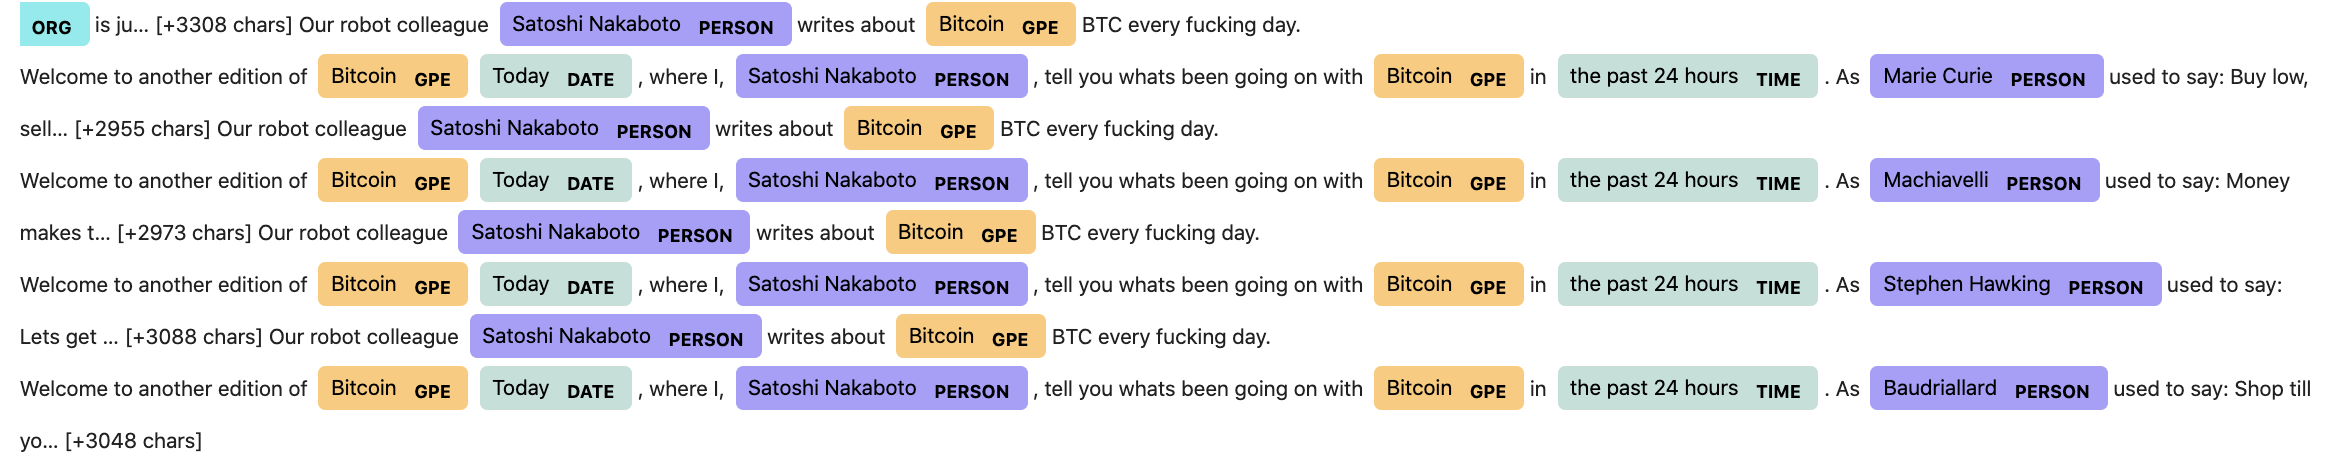 ORG is ju... [+3308 chars] Our robot colleague Satoshi Nakaboto PERSON writes about Bitcoin GPE BTC every fucking day.
Welcome to another edition of Bitcoin GPE Today DATE , where I, Satoshi Nakaboto PERSON , tell you whats been going on with Bitcoin GPE in the past 24 hours TIME . As Marie Curie PERSON used to say: Buy low,
sell... [+2955 chars] Our robot colleague Satoshi Nakaboto PERSON writes about Bitcoin GPE BTC every fucking day.
Welcome to another edition of Bitcoin GPE Today DATE , where I, Satoshi Nakaboto PERSON , tell you whats been going on with Bitcoin GPE in the past 24 hours TIME . As Machiavelli PERSON used to say: Money
makes t... [+2973 chars] Our robot colleague Satoshi Nakaboto PERSON writes about Bitcoin GPE BTC every fucking day.
Welcome to another edition of Bitcoin GPE Today DATE , where I, Satoshi Nakaboto PERSON , tell you whats been going on with Bitcoin GPE in the past 24 hours TIME . As Stephen Hawking PERSON used to say:
Lets get ... [+3088 chars] Our robot colleague Satoshi Nakaboto PERSON writes about Bitcoin GPE BTC every fucking day.
Welcome to another edition of Bitcoin GPE Today DATE , where I, Satoshi Nakaboto PERSON , tell you whats been going on with Bitcoin GPE in the past 24 hours TIME . As Baudriallard PERSON used to say: Shop till
yo... [+3048 chars]